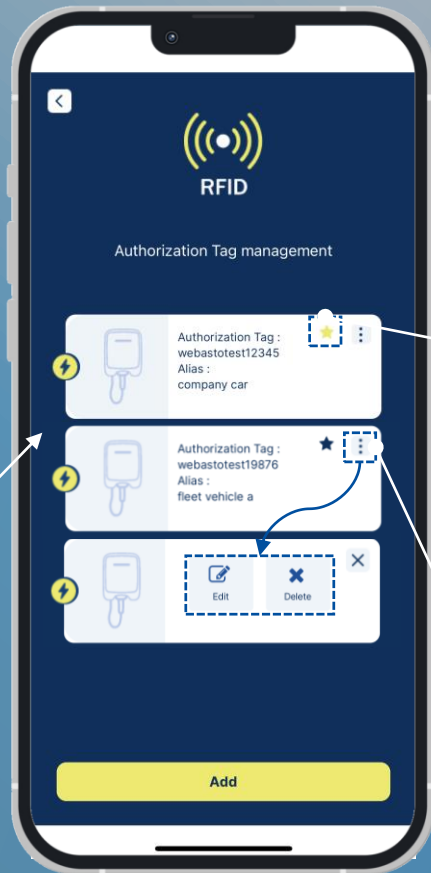 RFID
Authorization Tag management
Authorization Tag :
webastotest12345
Alias :
company car
Authorization Tag :
webastotest19876
Alias :
fleet vehicle a
Edit
Delete
Add